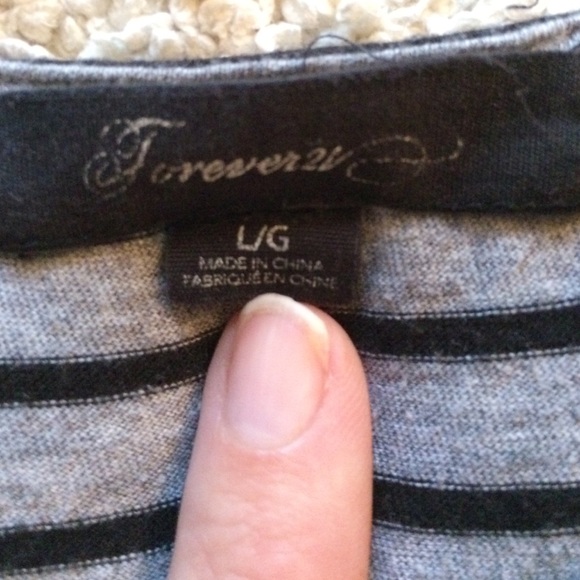 Forever21
L/G
MADE IN CHINA
FABRIQUÉ EN CHINE